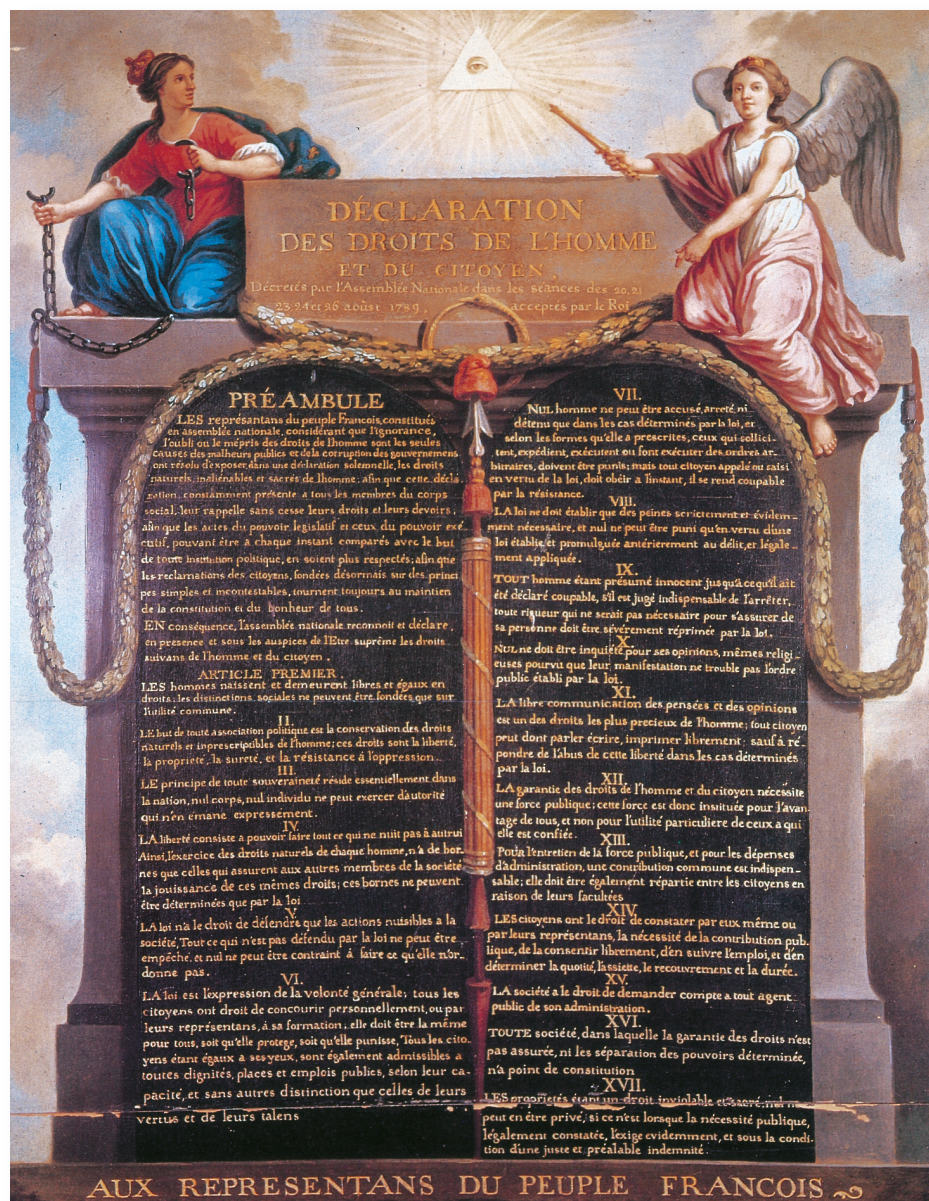 DÉCLARATION
DES DROITS DE L'HOMME
ET DU CITOYEN,
Décretés par l'Assemblée Nationale dans les séances des 20, 21
23. 24 et 26 août 1789, acceptés par le Roi
PRÉAMBULE
LES représentans du peuple François, constitués
en assemblée nationale, considérant que l'ignorance,
l'oubli ou le mépris des droits de l'homme sont les seules
causes des malheurs publics et de la corruption des gouvernemens
ont résolu d'exposer, dans une déclaration solemnelle, les droits
naturels, inaliénables et sacrés de l'homme; afin que cette décla-
ration, constamment présente a tous les membres du corps
social, leur rappelle sans cesse leurs droits et leurs devoirs;
afin que les actes du pouvoir législatif et ceux du pouvoir exé-
cutif, pouvant être a chaque instant comparés avec le but
de toute institution politique, en soient plus respectés; afin que
les reclamations des citoyens, fondées désormais sur des princi
pes simples et incontestables, tournent toujours au maintien
de la constitution et du bonheur de tous.
EN conséquence, l'assemblée nationale reconnoit et déclare
en presence et sous les auspices de l'Etre suprême les droits
suivans de l'homme et du citoyen.
ARTICLE PREMIER.
LES hommes naissent et demeurent libres et égaux en
droits; les distinctions sociales ne peuvent être fondées que sur
l'utilité commune.
II.
LE but de toute association politique est la conservation des droits
naturels et inprescriptibles de l'homme; ces droits sont la liberté,
la propriété, la sureté, et la résistance à l'oppression.
III.
LE principe de toute souveraineté réside essentiellement dans
la nation, nul corps, nul individu ne peut exercer d'autorité
qui n'en émane expressément.
IV.
LA liberté consiste a pouvoir faire tout ce qui ne nuit pas à autrui
Ainsi, l'exercice des droits naturels de chaque homme, n'a de bor-
nes que celles qui assurent aux autres membres de la société
la jouissance de ces mêmes droits; ces bornes ne peuvent
être déterminées que par la loi
V.
LA loi n'a le droit de défendre que les actions nuisibles a la
société, Tout ce qui n'est pas défendu par la loi ne peut être
empêché, et nul ne peut être contraint à faire ce qu'elle n'or-
donne pas.
VI.
LA loi est l'expression de la volonté générale; tous les
citoyens ont droit de concourir personnellement, ou par
leurs représentans, à sa formation; elle doit être la même
pour tous, soit qu'elle protege, soit qu'elle punisse, Tous les cito-
yens étant égaux a ses yeux, sont également admissibles a
toutes dignités, places et emplois publics, selon leur ca-
pacité, et sans autres distinction que celles de leurs
vertus et de leurs talens
VII.
NUL homme ne peut être accusé, arreté, ni
détenu que dans les cas déterminés par la loi, et
selon les formes qu'elle a prescrites, ceux qui sollici-
tent, expédient, exécutent ou font exécuter des ordres ar-
bitraires, doivent être punis; mais tout citoyen appelé ou saisi
en vertu de la loi, doit obéir a l'instant, il se rend coupable
par la résistance.
VIII.
LA loi ne doit établir que des peines strictement et évidem-
ment nécessaire, et nul ne peut être puni qu'en vertu d'une
loi établie et promulguée antérierement au délit, et légale-
ment appliquée.
IX.
TOUT homme étant présumé innocent jusqu'a ce qu'il ait
été déclaré coupable, s'il est jugé indispensable de l'arrêter,
toute rigueur qui ne serait pas nécessaire pour s'assurer de
sa personne doit être sévèrement réprimée par la loi.
X.
NUL ne doit être inquiété pour ses opinions, mêmes religi-
euses pourvu que leur manifestation ne trouble pas l'ordre
public établi par la loi.
XI.
LA libre communication des pensées et des opinions
est un des droits les plus precieux de l'homme; tout citoyen
peut dont parler écrire, imprimer librement; sauf à ré-
pondre de l'abus de cette liberté dans les cas déterminés
par la loi.
XII.
LA garantie des droits de l'homme et du citoyen nécessite
une force publique; cette force est donc instituée pour l'avan-
tage de tous, et non pour l'utilité particuliere de ceux a qui
elle est confiée.
XIII.
POUR l'entretien de la force publique, et pour les dépenses
d'administration, une contribution commune est indispen-
sable; elle doit être également répartie entre les citoyens en
raison de leurs facultées
XIV.
LES citoyens ont le droit de constater par eux même ou
par leurs représentans, la nécessité de la contribution pub-
lique, de la consentir librement, d'en suivre l'emploi, et d'en
déterminer la quotité, l'assiette, le recouvrement et la durée.
XV.
LA société a le droit de demander compte a tout agent
public de son administration.
XVI.
TOUTE société, dans laquelle la garantie des droits n'est
pas assurée, ni les séparation des pouvoirs déterminée,
n'a point de constitution
XVII.
LES propriétés étant un droit inviolable et sacré, nul ne
peut en être privé, si ce n'est lorsque la nécessité publique,
légalement constatée, l'exige evidemment, et sous la condi-
tion d'une juste et préalable indemnité.
AUX REPRESENTANS DU PEUPLE FRANCOIS